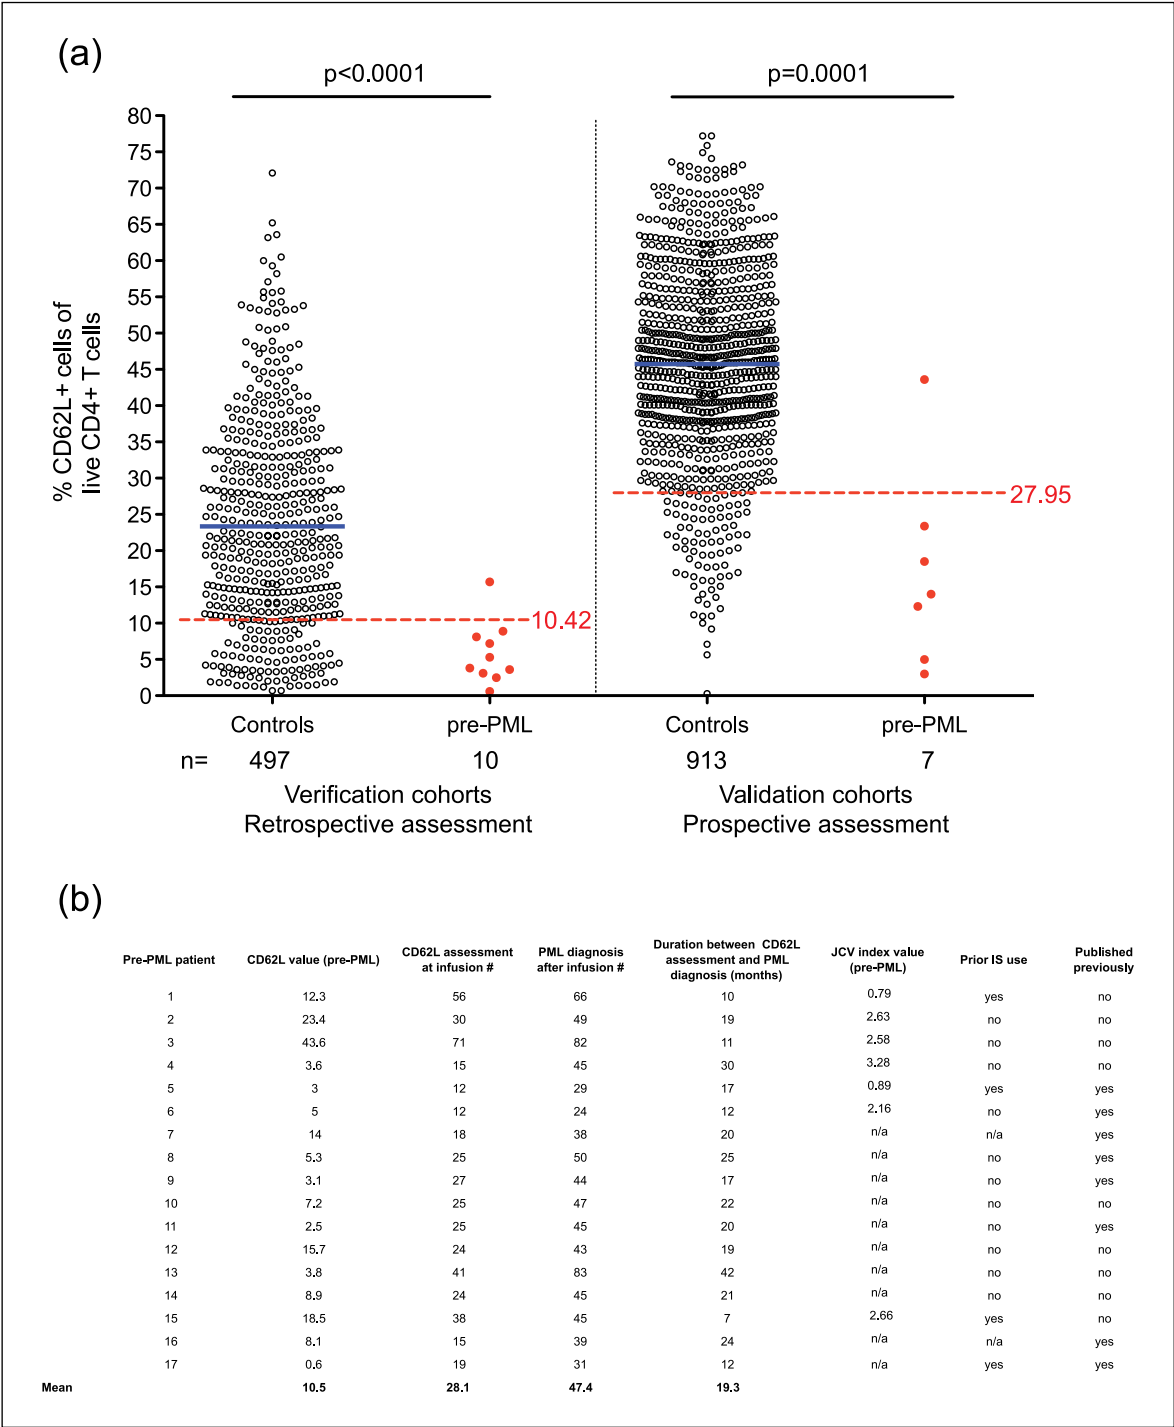 (a)
p<0.0001
p=0.0001
80
75
70
65
60
55
50
45
40
35
30
25
20
15
10
5
0
% CD62L+ cells of
live CD4+ T cells
10.42
27.95
Controls pre-PML Controls pre-PML
n= 497 10 913 7
Verification cohorts Validation cohorts
Retrospective assessment Prospective assessment
(b)
Pre-PML patient CD62L value (pre-PML) CD62L assessment at infusion # PML diagnosis after infusion # Duration between CD62L assessment and PML diagnosis (months) JCV index value (pre-PML) Prior IS use Published previously
1 12.3 56 66 10 0.79 yes no
2 23.4 30 49 19 2.63 no no
3 43.6 71 82 11 2.58 no no
4 3.6 15 45 30 3.28 no no
5 3 12 29 17 0.89 yes yes
6 5 12 24 12 2.16 no yes
7 14 18 38 20 n/a n/a yes
8 5.3 25 50 25 n/a no yes
9 3.1 27 44 17 n/a no yes
10 7.2 25 47 22 n/a no no
11 2.5 25 45 20 n/a no yes
12 15.7 24 43 19 n/a no no
13 3.8 41 83 42 n/a no no
14 8.9 24 45 21 n/a no no
15 18.5 38 45 7 2.66 yes no
16 8.1 15 39 24 n/a n/a yes
17 0.6 19 31 12 n/a yes yes
Mean 10.5 28.1 47.4 19.3